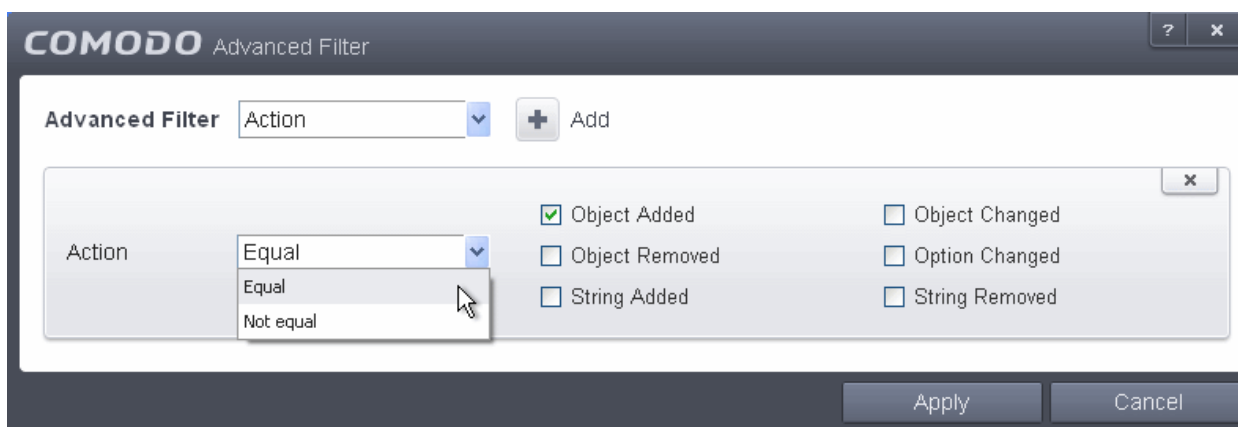 COMODO Advanced Filter
? x
Advanced Filter Action + Add
x
Object Added Object Changed
Action Equal Object Removed Option Changed
Equal
String Added String Removed
Not equal
Apply Cancel